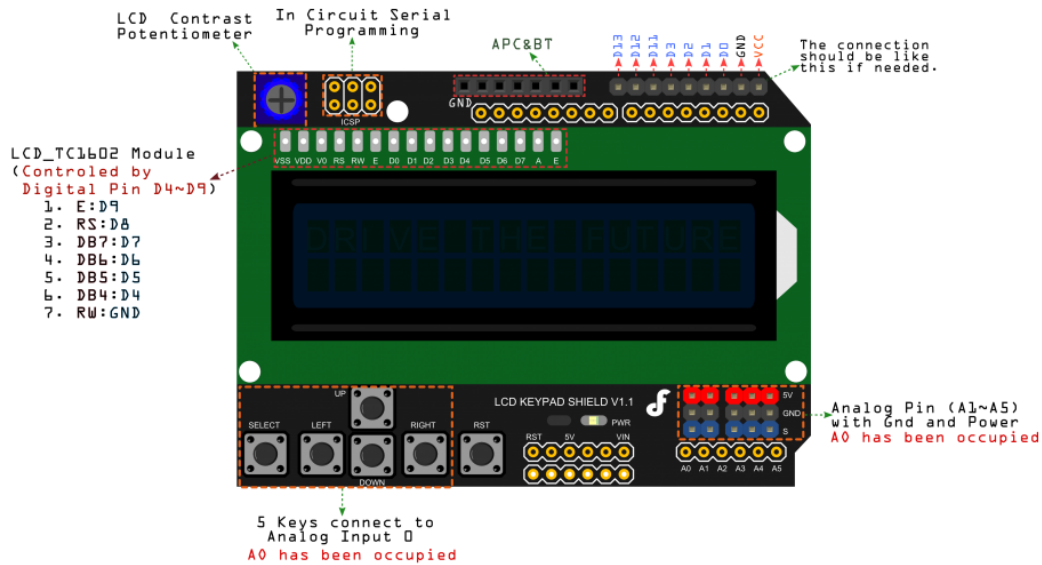 LCD Contrast
Potentiometer
In Circuit Serial
Programming
APC&BT
D13
D12
D11
D3
D2
D1
D0
GND
VCC
The connection
should be like
this if needed.
GND
ICSP
LCD_TC1602 Module
(Controled by
Digital Pin D4~D9)
1. E:D9
2. RS:D8
3. DB7:D7
4. DB6:D6
5. DB5:D5
6. DB4:D4
7. RW:GND
VSS VDD V0 RS RW E D0 D1 D2 D3 D4 D5 D6 D7 A E
DRIVE THE FUTURE
UP
SELECT LEFT RIGHT RST
DOWN
LCD KEYPAD SHIELD V1.1
PWR
RST 5V VIN
5V
GND
S
A0 A1 A2 A3 A4 A5
Analog Pin (A1~A5)
with Gnd and Power
A0 has been occupied
5 Keys connect to
Analog Input 0
A0 has been occupied